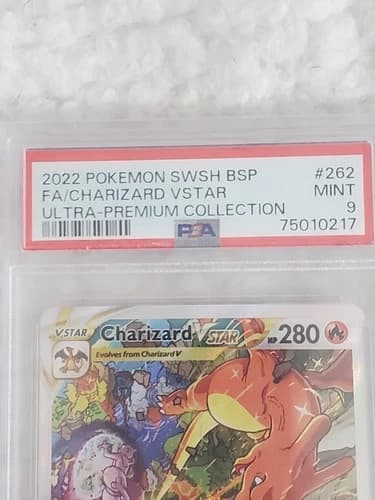 2022 POKEMON SWSH BSP #262
FA/CHARIZARD VSTAR MINT
ULTRA-PREMIUM COLLECTION 9
PSA 75010217
VSTAR Charizard VSTAR HP 280
Evolves from Charizard V